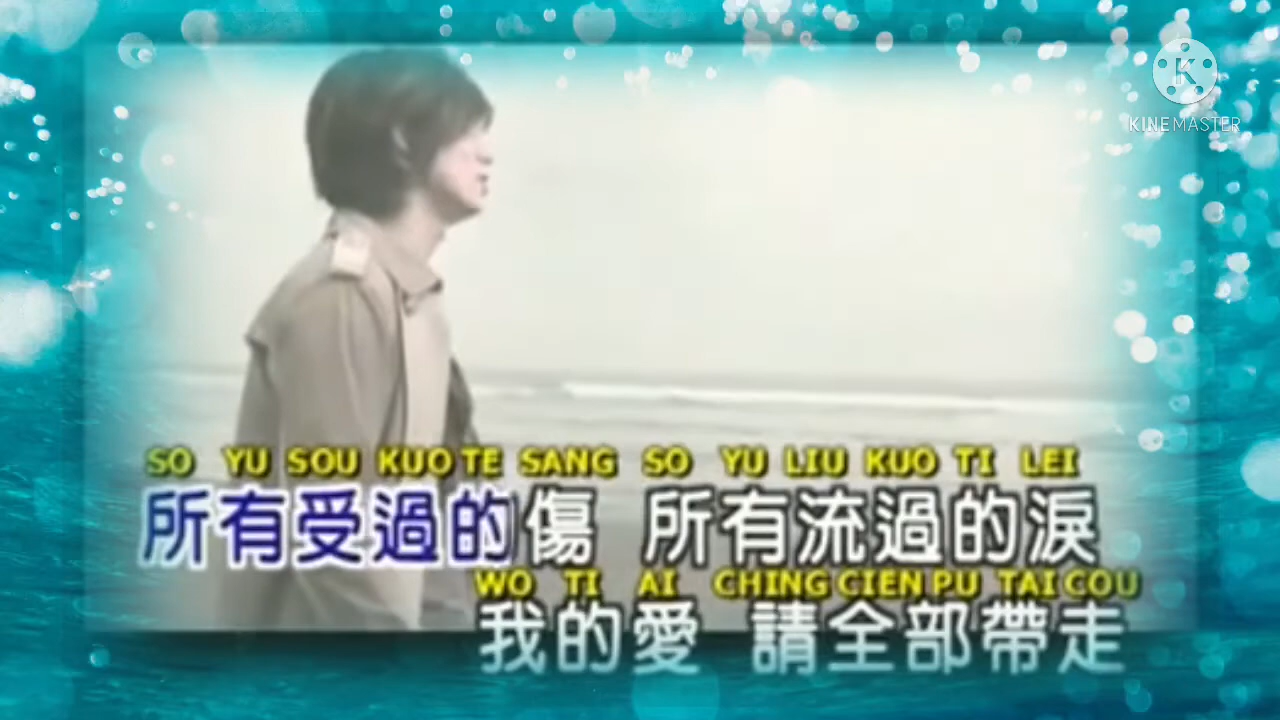 KINEMASTER
SO YU SOU KUO TE SANG SO YU LIU KUO TI LEI
所有受過的傷 所有流過的淚
WO TI AI CHING CIEN PU TAI COU
我的愛 請全部帶走